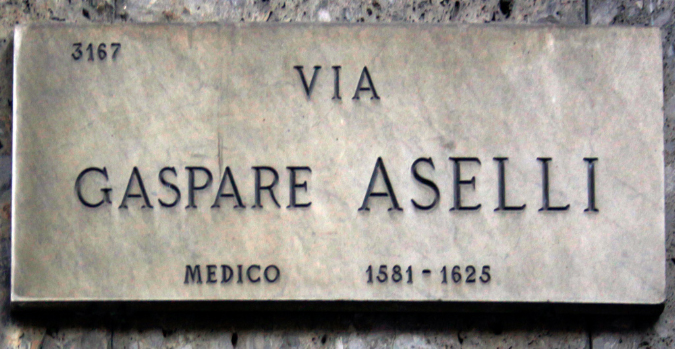 3167
VIA
GASPARE ASELLI
MEDICO 1581-1625